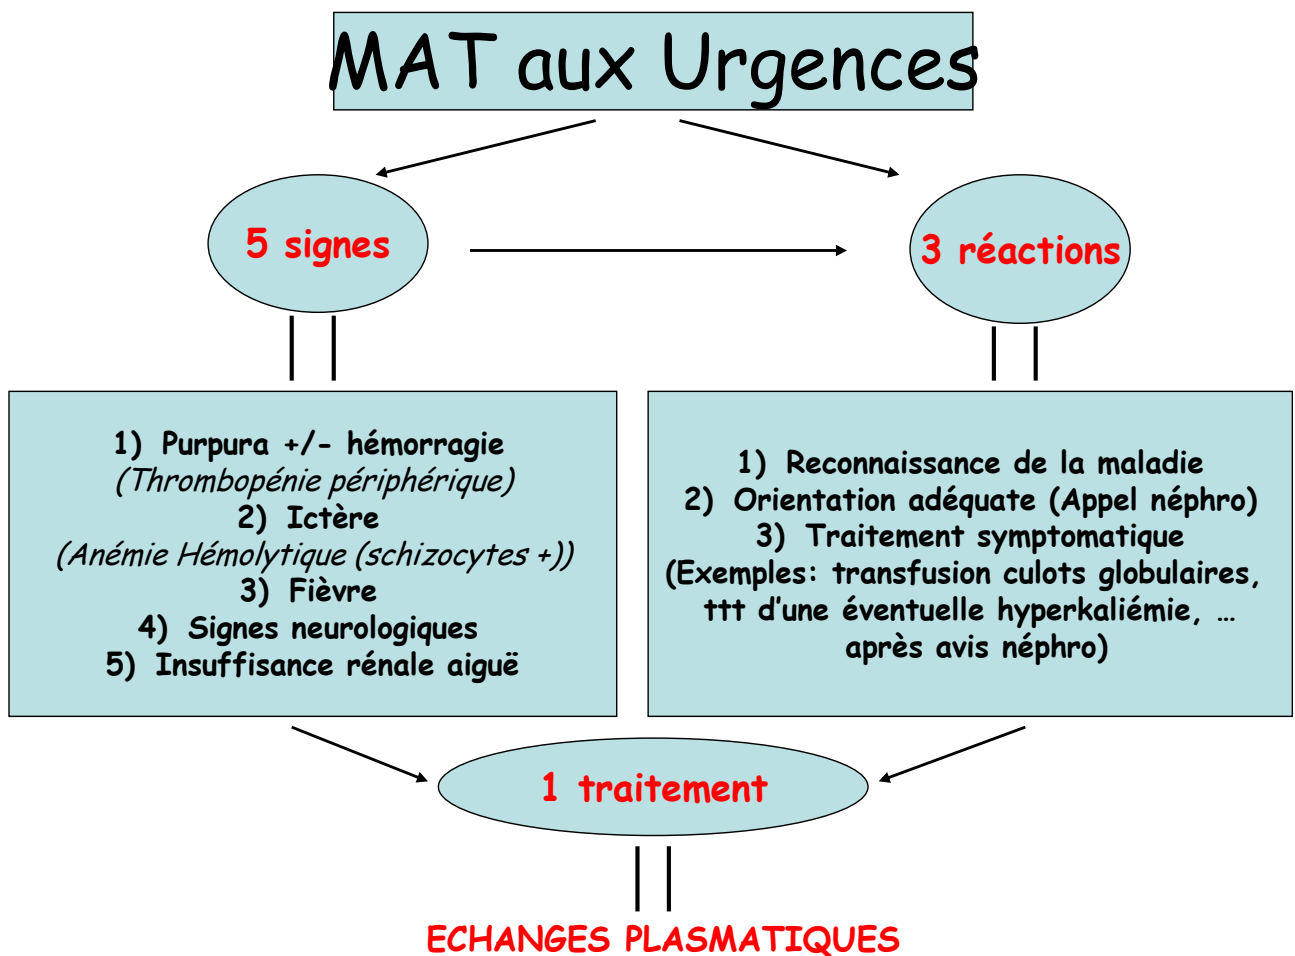 MAT aux Urgences
5 signes
3 réactions
1) Purpura +/- hémorragie
(Thrombopénie périphérique)
2) Ictère
(Anémie Hémolytique (schizocytes +))
3) Fièvre
4) Signes neurologiques
5) Insuffisance rénale aiguë
1) Reconnaissance de la maladie
2) Orientation adéquate (Appel néphro)
3) Traitement symptomatique
(Exemples: transfusion culots globulaires,
ttt d'une éventuelle hyperkaliémie, …
après avis néphro)
1 traitement
ECHANGES PLASMATIQUES